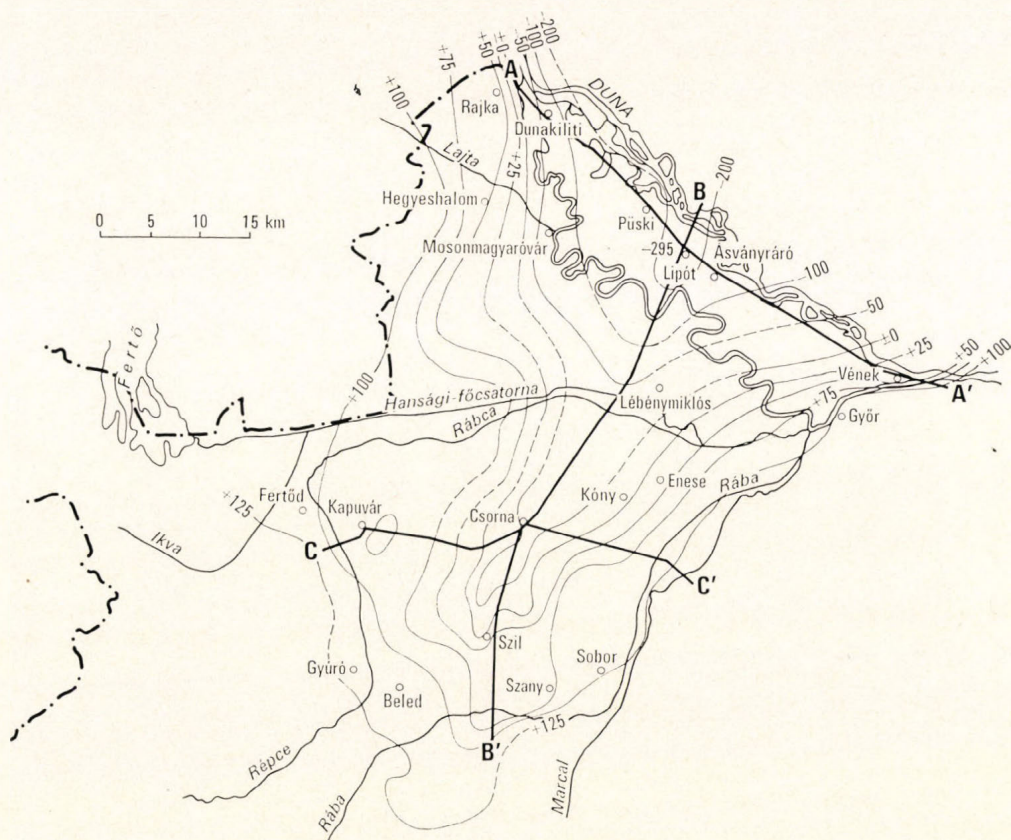 -200
-100
-50
±0
+50
+75
+100
A
Rajka
Dunakiliti
DUNA
Lajta
+25
Hegyeshalom
Mosonmagyaróvár
B
-200
Püski
-295
Lipót
Ásványráró
-100
-50
±0
+25
+50
+100
0 5 10 15 km
Fertő
+100
Hansági-főcsatorna
Rábca
Lébénymiklós
+75
Vének
A'
Győr
+125
Fertőd
Kapuvár
Csorna
Kóny
Enese
Rába
Ikva
C
C'
Szil
Gyúró
Beled
Szany
Sobor
+125
B'
Répce
Rába
Marcal